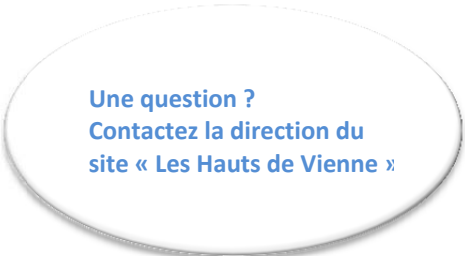 Une question ?
Contactez la direction du
site « Les Hauts de Vienne »